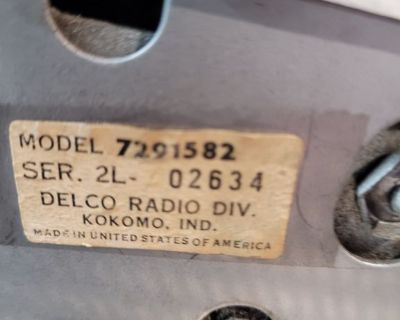 MODEL 7291582
SER. 2L- 02634
DELCO RADIO DIV.
KOKOMO, IND.
MADE IN UNITED STATES OF AMERICA